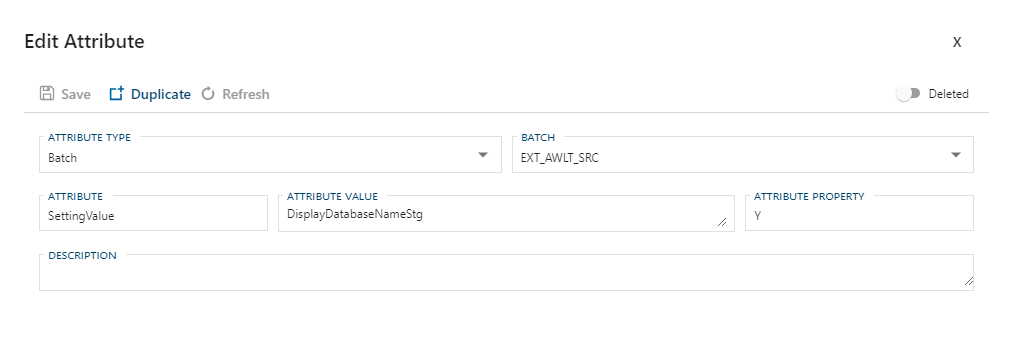 Edit Attribute X
Save Duplicate Refresh Deleted
ATTRIBUTE TYPE BATCH
Batch EXT_AWLT_SRC
ATTRIBUTE ATTRIBUTE VALUE ATTRIBUTE PROPERTY
SettingValue DisplayDatabaseNameStg Y
DESCRIPTION